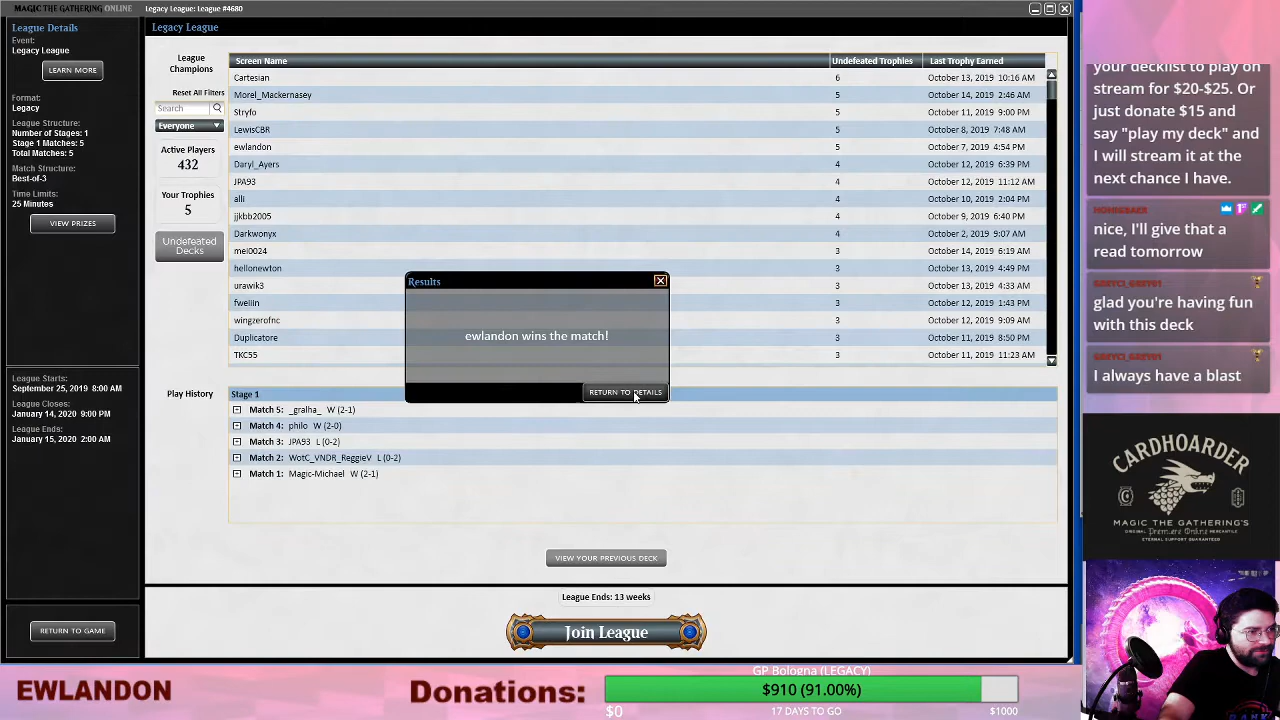 MAGIC THE GATHERING ONLINE
Legacy League: League #4680
League Details
Event:
Legacy League
LEARN MORE
Format:
Legacy
League Structure:
Number of Stages: 1
Stage 1 Matches: 5
Total Matches: 5
Match Structure:
Best-of-3
Time Limits:
25 Minutes
VIEW PRIZES
League Starts:
September 25, 2019 8:00 AM
League Closes:
January 14, 2020 9:00 PM
League Ends:
January 15, 2020 2:00 AM
RETURN TO GAME
Legacy League
League
Champions
Reset All Filters
Search
Everyone
Active Players
432
Your Trophies
5
Undefeated
Decks
Screen Name Undefeated Trophies Last Trophy Earned
Cartesian 6 October 13, 2019 10:16 AM
Morel_Mackernasey 5 October 14, 2019 2:46 AM
Stryfo 5 October 11, 2019 9:00 PM
LewisCBR 5 October 8, 2019 7:48 AM
ewlandon 5 October 7, 2019 4:54 PM
Daryl_Ayers 4 October 12, 2019 6:39 PM
JPA93 4 October 12, 2019 11:12 AM
alli 4 October 10, 2019 2:04 PM
jjkbb2005 4 October 9, 2019 6:40 PM
Darkwonyx 4 October 2, 2019 9:07 AM
mel0024 3 October 14, 2019 6:19 AM
hellonewton 3 October 13, 2019 4:49 PM
urawik3 3 October 13, 2019 4:33 AM
fweiiin 3 October 12, 2019 1:43 PM
wingzerofnc 3 October 12, 2019 9:09 AM
Duplicatore 3 October 11, 2019 8:50 PM
TKC55 3 October 11, 2019 11:23 AM
Results
ewlandon wins the match!
RETURN TO DETAILS
Play History
Stage 1
Match 5: _gralha_ W (2-1)
Match 4: philo W (2-0)
Match 3: JPA93 L (0-2)
Match 2: WotC_VNDR_ReggieV L (0-2)
Match 1: Magic-Michael W (2-1)
VIEW YOUR PREVIOUS DECK
League Ends: 13 weeks
Join League
your decklist to play on
stream for $20-$25. Or
just donate $15 and
say "play my deck" and
I will stream it at the
next chance I have.
nice, I'll give that a
read tomorrow
GREYCI_GREY01
glad you're having fun
with this deck
GREYCI_GREY01
I always have a blast
CARDHOARDER
MAGIC THE GATHERING'S
ORIGINAL Premiere Online MERCANTILE
ETERNAL SUPPORT GUARANTEED
EWLANDON
Donations:
GP Bologna (LEGACY)
$910 (91.00%)
$0
17 DAYS TO GO
$1000